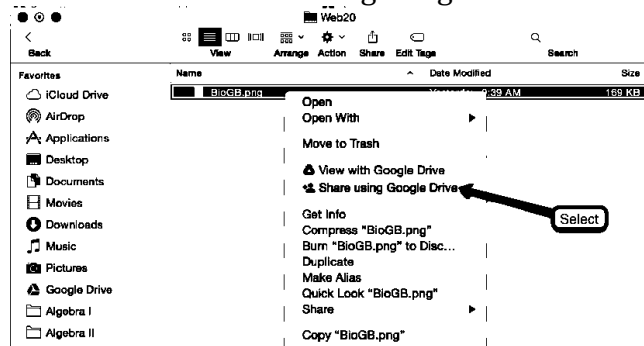 Web20
Back View Arrange Action Share Edit Tags Search
Favorites
iCloud Drive
AirDrop
Applications
Desktop
Documents
Movies
Downloads
Music
Pictures
Google Drive
Algebra I
Algebra II
Name Date Modified Size
BioGB.png 9:39 AM 169 KB
Open
Open With
Move to Trash
View with Google Drive
Share using Google Drive
Get Info
Compress "BioGB.png"
Burn "BioGB.png" to Disc...
Duplicate
Make Alias
Quick Look "BioGB.png"
Share
Copy "BioGB.png"
Select